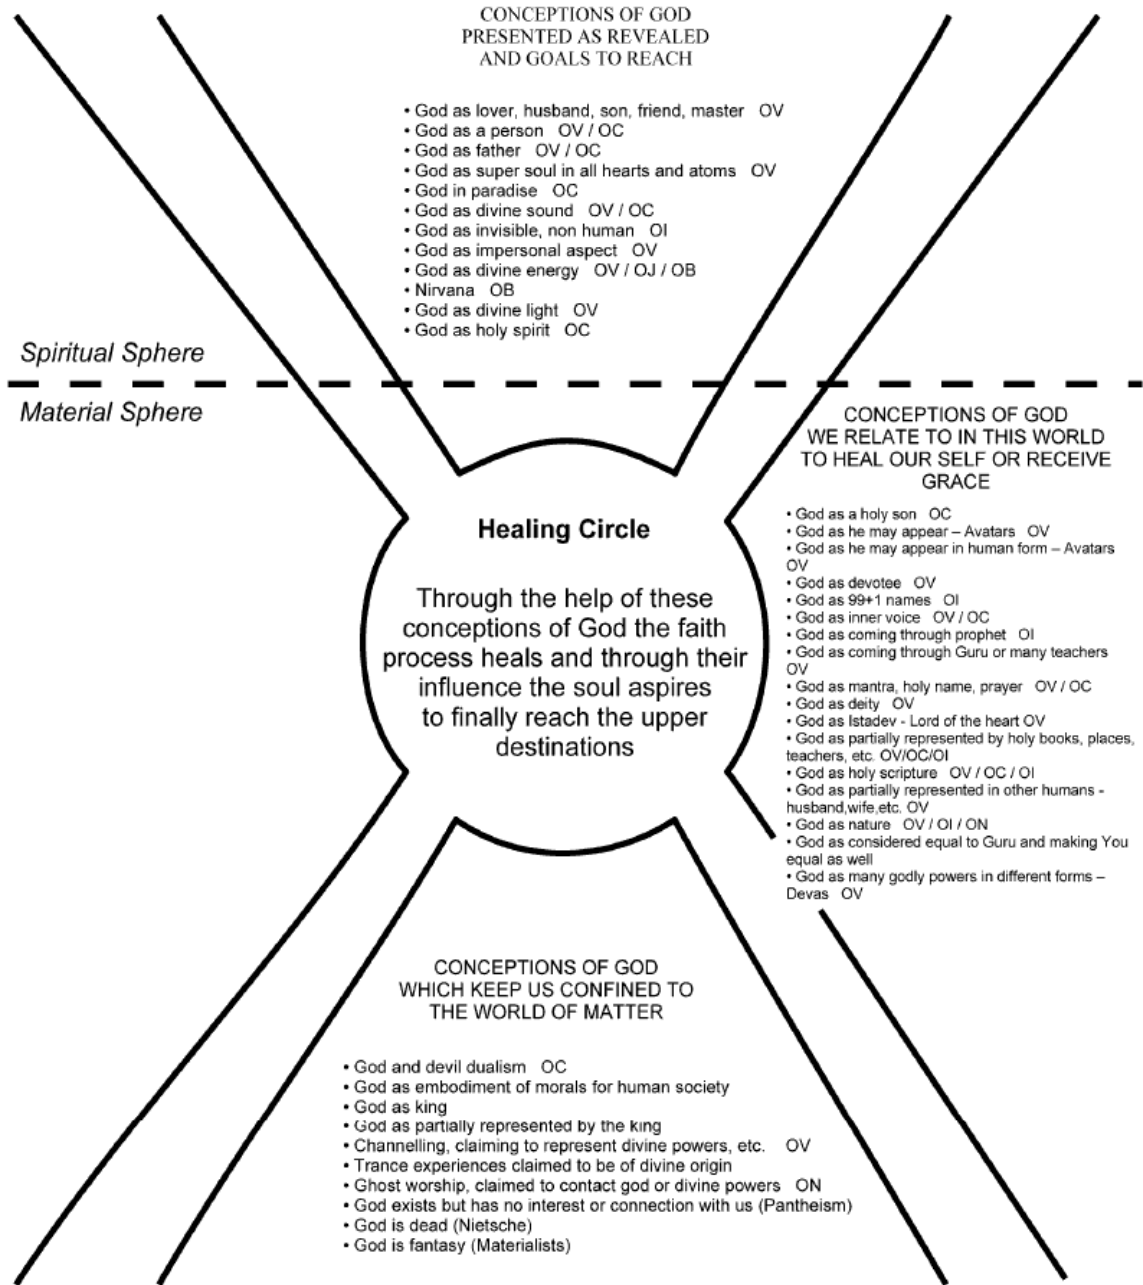 CONCEPTIONS OF GOD
PRESENTED AS REVEALED
AND GOALS TO REACH
• God as lover, husband, son, friend, master OV
• God as a person OV / OC
• God as father OV / OC
• God as super soul in all hearts and atoms OV
• God in paradise OC
• God as divine sound OV / OC
• God as invisible, non human OI
• God as impersonal aspect OV
• God as divine energy OV / OJ / OB
• Nirvana OB
• God as divine light OV
• God as holy spirit OC
Spiritual Sphere
Material Sphere
CONCEPTIONS OF GOD
WE RELATE TO IN THIS WORLD
TO HEAL OUR SELF OR RECEIVE
GRACE
• God as a holy son OC
• God as he may appear – Avatars OV
• God as he may appear in human form – Avatars
OV
• God as devotee OV
• God as 99+1 names OI
• God as inner voice OV / OC
• God as coming through prophet OI
• God as coming through Guru or many teachers
OV
• God as mantra, holy name, prayer OV / OC
• God as deity OV
• God as Istadev - Lord of the heart OV
• God as partially represented by holy books, places,
teachers, etc. OV/OC/OI
• God as holy scripture OV / OC / OI
• God as partially represented in other humans -
husband,wife,etc. OV
• God as nature OV / OI / ON
• God as considered equal to Guru and making You
equal as well
• God as many godly powers in different forms –
Devas OV
Healing Circle
Through the help of these
conceptions of God the faith
process heals and through their
influence the soul aspires
to finally reach the upper
destinations
CONCEPTIONS OF GOD
WHICH KEEP US CONFINED TO
THE WORLD OF MATTER
• God and devil dualism OC
• God as embodiment of morals for human society
• God as king
• God as partially represented by the king
• Channelling, claiming to represent divine powers, etc. OV
• Trance experiences claimed to be of divine origin
• Ghost worship, claimed to contact god or divine powers ON
• God exists but has no interest or connection with us (Pantheism)
• God is dead (Nietsche)
• God is fantasy (Materialists)